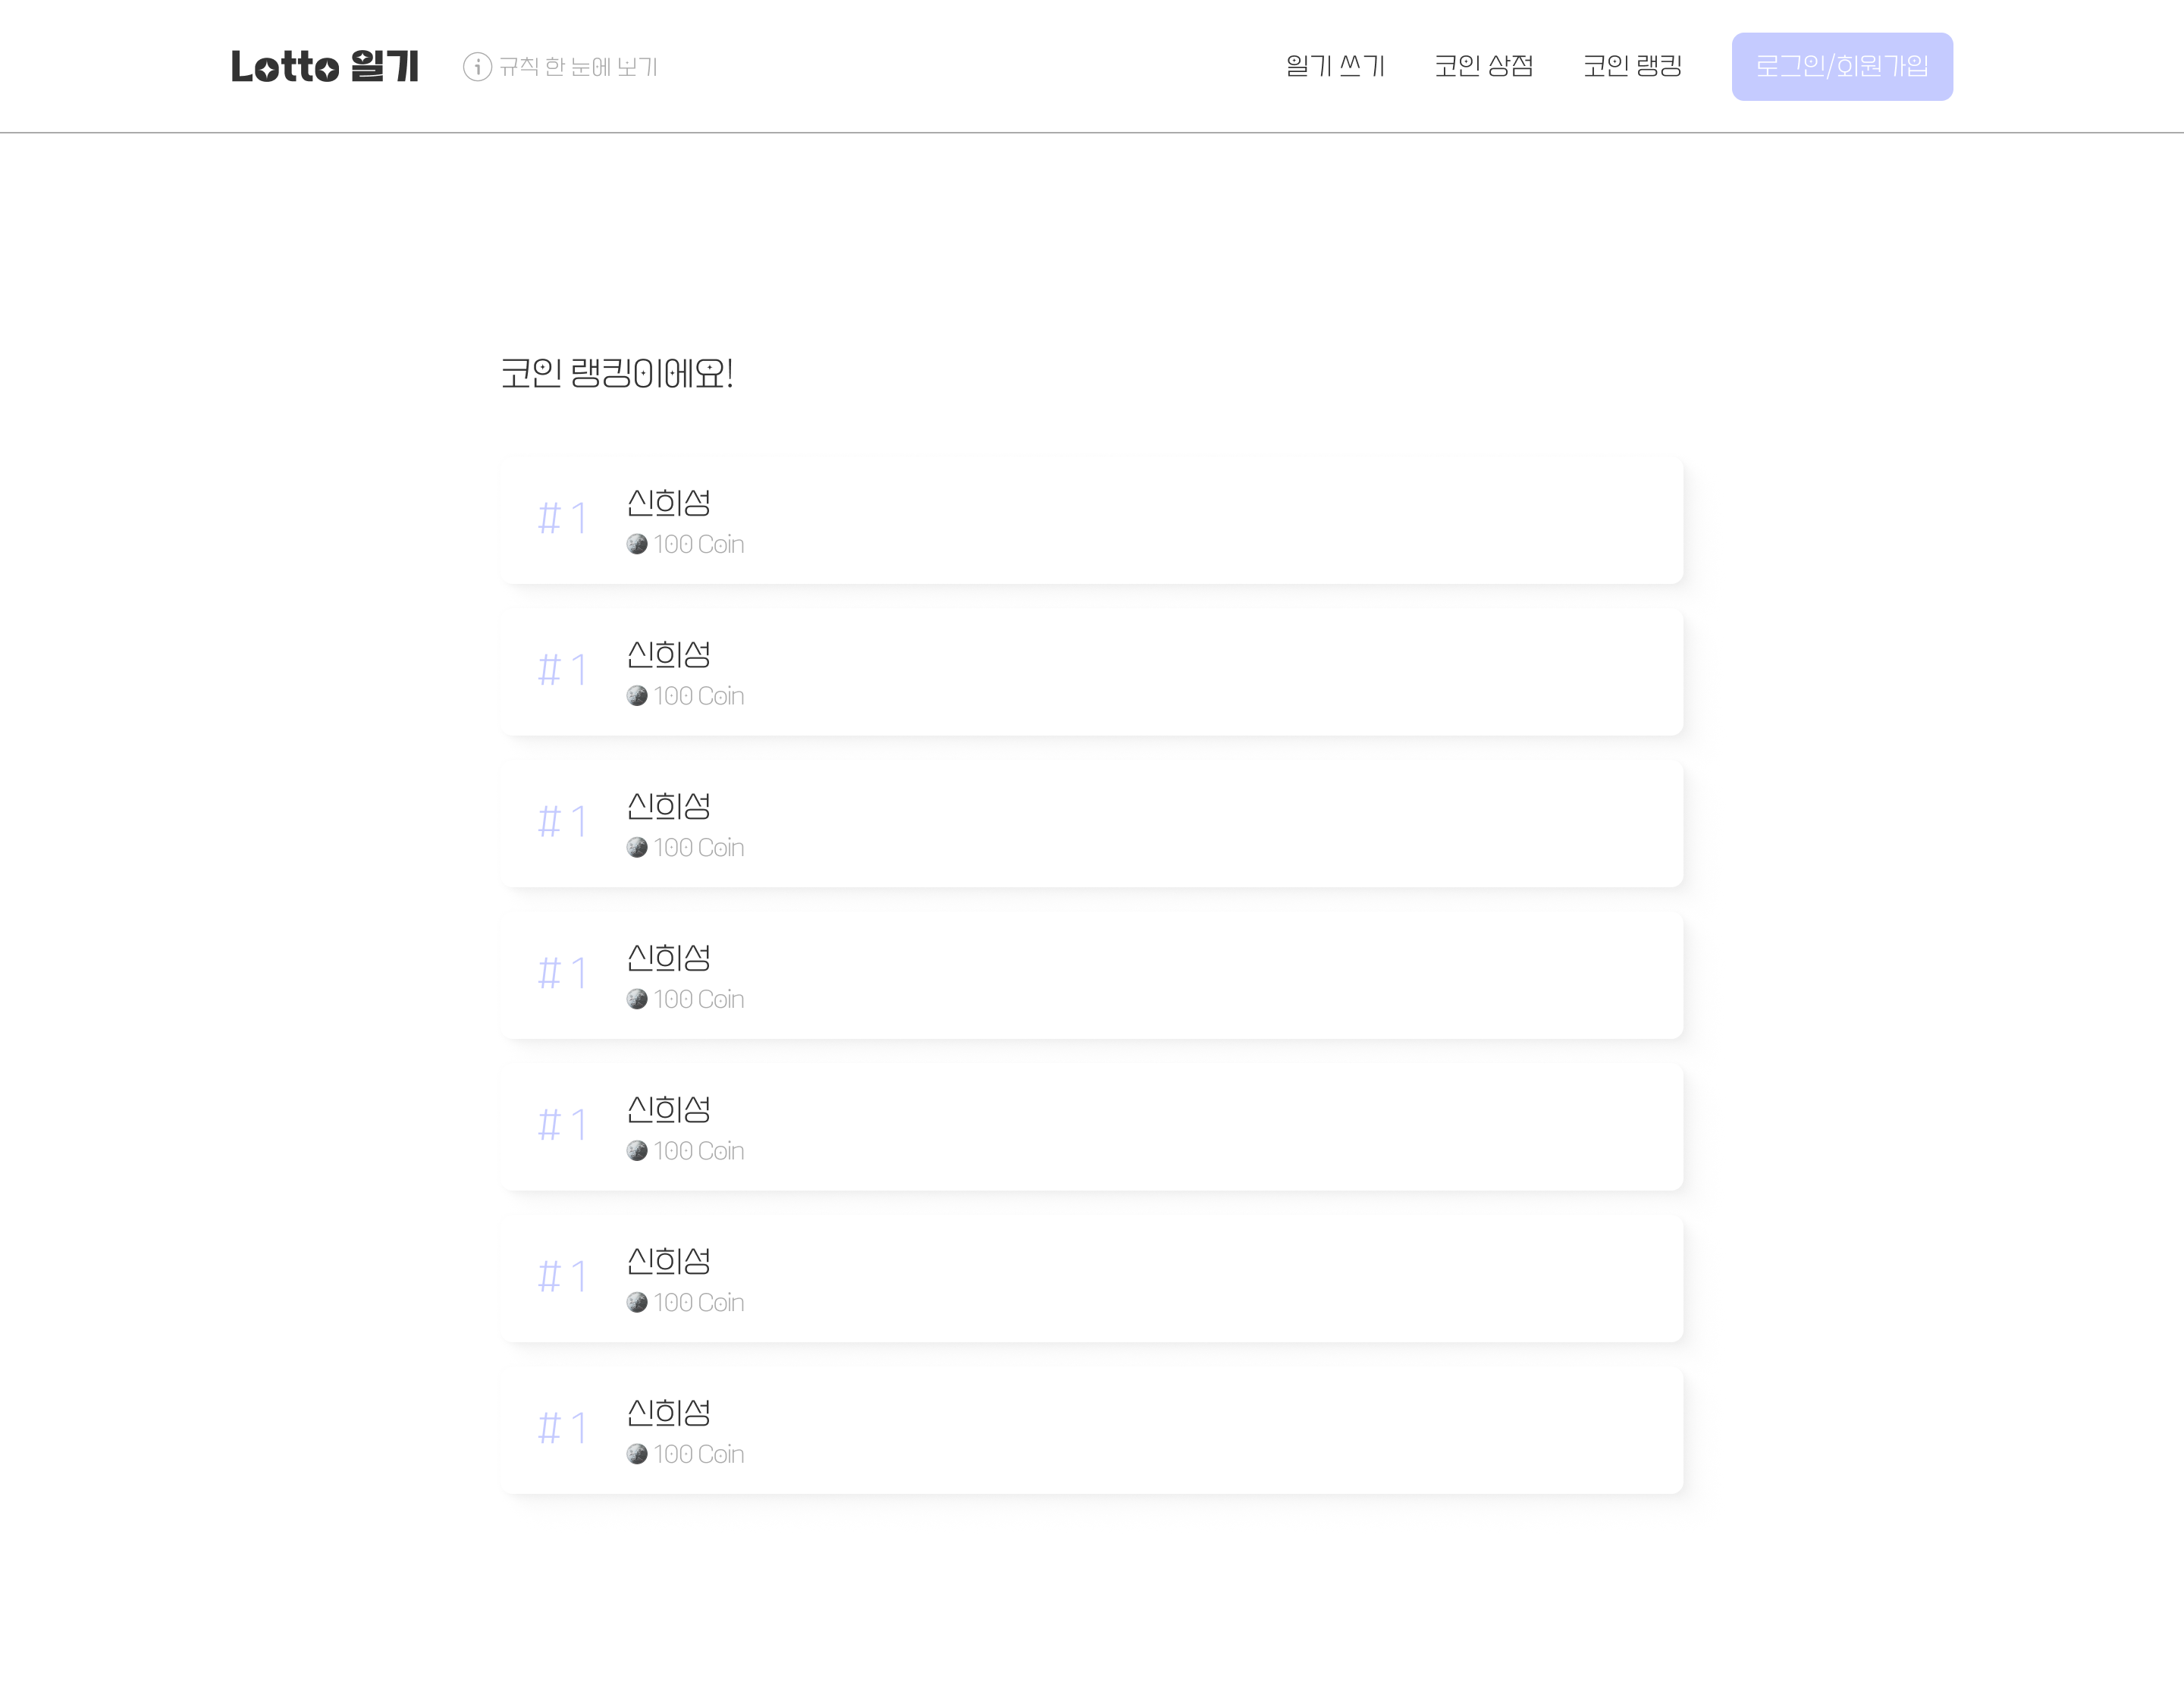 Lotto 일기
규칙 한 눈에 보기
일기 쓰기
코인 상점
코인 랭킹
로그인/회원가입
코인 랭킹이에요!
#1
신희성
100 Coin
#1
신희성
100 Coin
#1
신희성
100 Coin
#1
신희성
100 Coin
#1
신희성
100 Coin
#1
신희성
100 Coin
#1
신희성
100 Coin